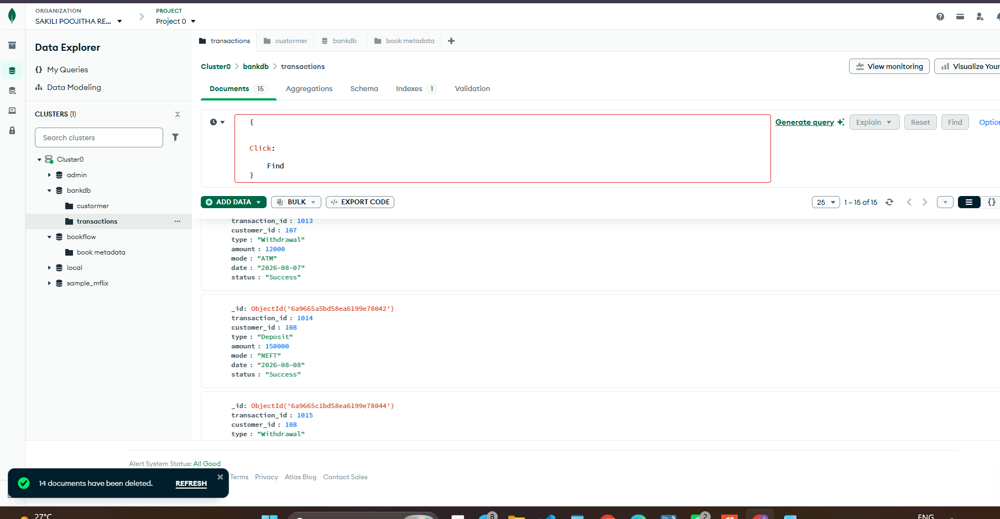 ORGANIZATION
SAKILI POOJITHA RE...
PROJECT
Project 0
Data Explorer
My Queries
Data Modeling
CLUSTERS (1)
Search clusters
Cluster0
admin
bankdb
custormer
transactions
bookflow
book metadata
local
sample_mflix
transactions
custormer
bankdb
book metadata
Cluster0 > bankdb > transactions
View monitoring
Visualize Your
Documents 15
Aggregations
Schema
Indexes 1
Validation
{
Click:
Find
}
Generate query
Explain
Reset
Find
Option
ADD DATA
BULK
EXPORT CODE
25
1 – 15 of 15
{}
transaction_id : 1013
customer_id : 107
type : "Withdrawal"
amount : 12000
mode : "ATM"
date : "2026-08-07"
status : "Success"
_id: ObjectId('6a9665a5bd58ea6199e78042')
transaction_id : 1014
customer_id : 108
type : "Deposit"
amount : 150000
mode : "NEFT"
date : "2026-08-08"
status : "Success"
_id: ObjectId('6a9665c1bd58ea6199e78044')
transaction_id : 1015
customer_id : 108
type : "Withdrawal"
Alert System Status: All Good
Terms Privacy Atlas Blog Contact Sales
14 documents have been deleted.
REFRESH
27°C
8
2
ENG